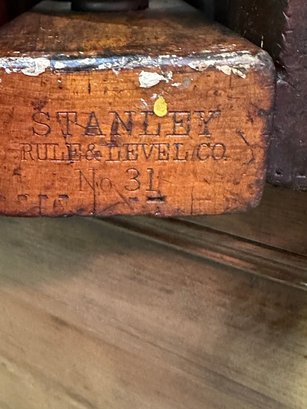 STANLEY
RULE & LEVEL CO.
No 31